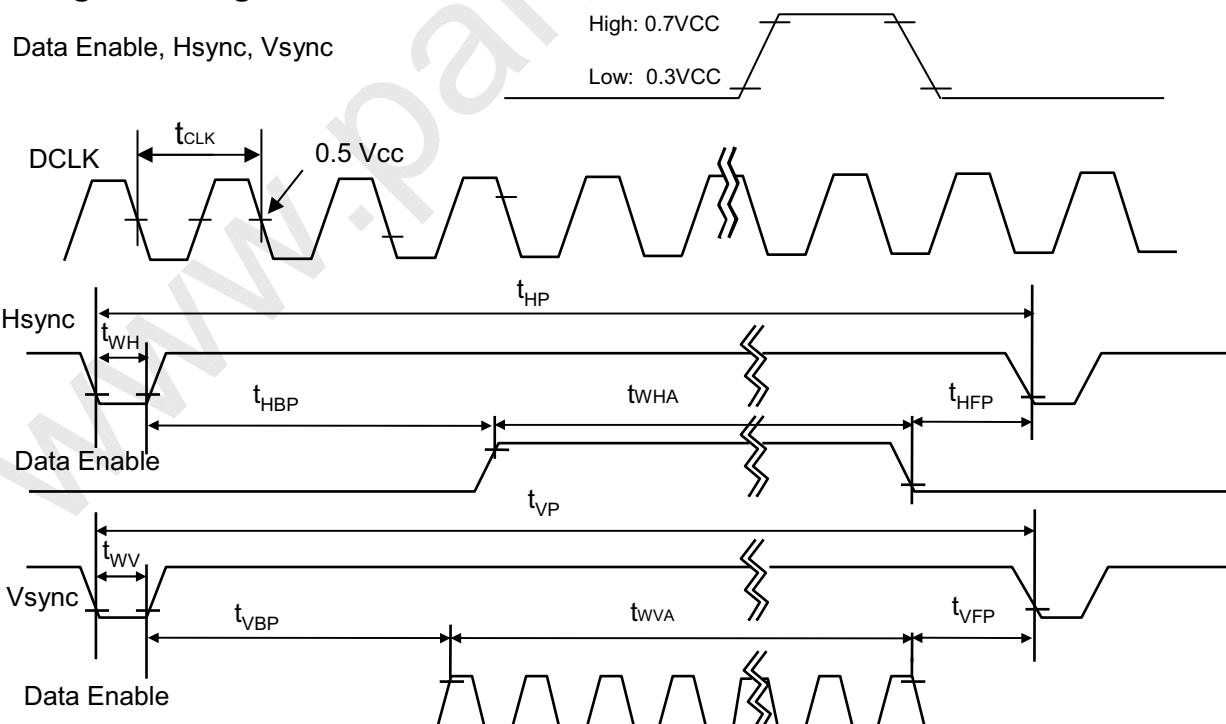 High: 0.7VCC
Data Enable, Hsync, Vsync
Low: 0.3VCC
tCLK
DCLK
0.5 Vcc
tHP
Hsync
tWH
tHBP
tWHA
tHFP
Data Enable
tVP
tWV
Vsync
tVBP
tWVA
tVFP
Data Enable